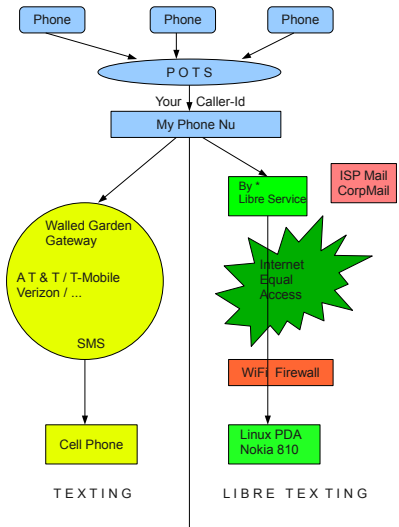 Phone
Phone
Phone
P O T S
Your Caller-Id
My Phone Nu
By *
Libre Service
ISP Mail
CorpMail
Walled Garden
Gateway
A T & T / T-Mobile
Verizon / ...
SMS
Internet
Equal
Access
WiFi Firewall
Cell Phone
Linux PDA
Nokia 810
T E X T I N G
L I B R E T E X T I N G